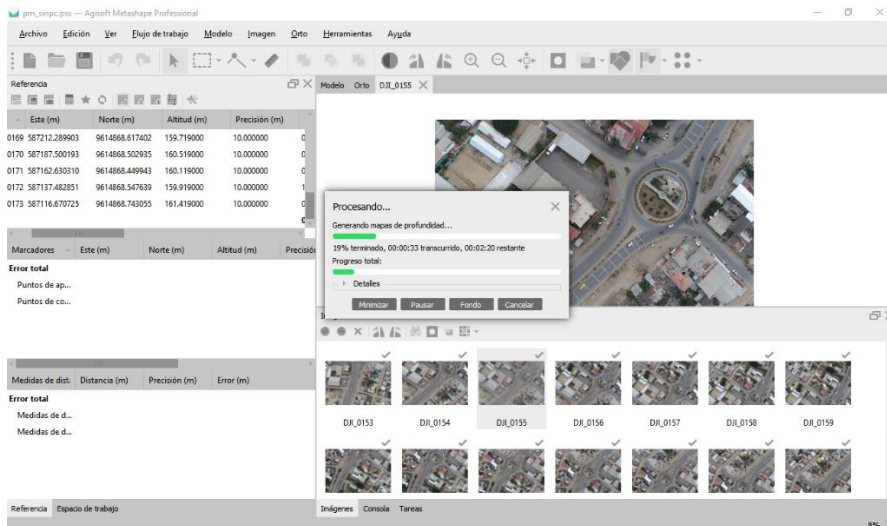 pm_sinpc.psx — Agisoft Metashape Professional
Archivo Edición Ver Flujo de trabajo Modelo Imagen Orto Herramientas Ayuda
Referencia
Modelo Orto DJI_0155
Este (m) Norte (m) Altitud (m) Precisión (m)
0169 587212.289903 9614868.617402 159.719000 10.000000
0170 587187.500193 9614868.502935 160.519000 10.000000
0171 587162.630310 9614868.449943 160.119000 10.000000
0172 587137.482851 9614868.547639 159.919000 10.000000
0173 587116.670725 9614868.743055 161.419000 10.000000
Marcadores Este (m) Norte (m) Altitud (m) Precisión
Error total
Puntos de ap...
Puntos de co...
Procesando...
Generando mapas de profundidad...
19% terminado, 00:00:33 transcurrido, 00:02:20 restante
Progreso total:
Detalles
Minimizar Pausar Fondo Cancelar
Medidas de dist. Distancia (m) Precisión (m) Error (m)
Error total
Medidas de d...
Medidas de d...
DJI_0153 DJI_0154 DJI_0155 DJI_0156 DJI_0157 DJI_0158 DJI_0159
Referencia Espacio de trabajo
Imágenes Consola Tareas